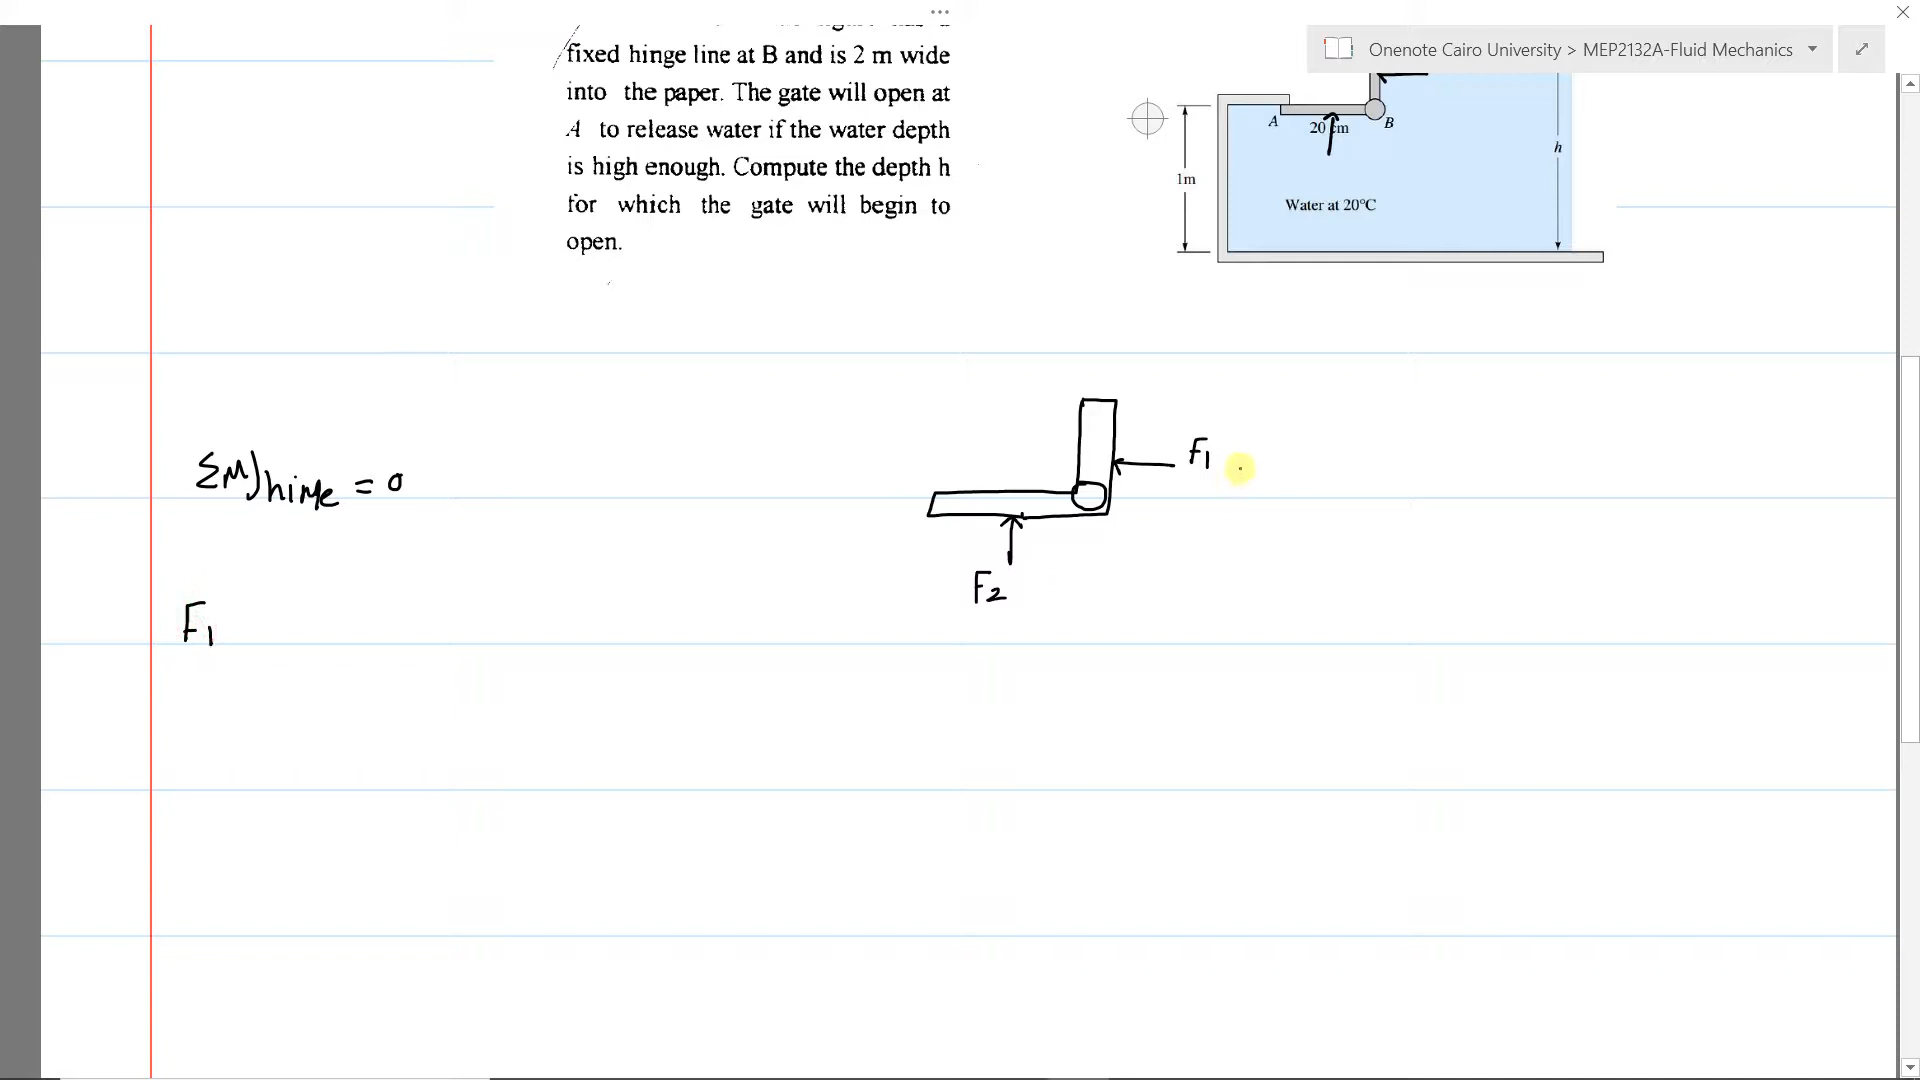 Onenote Cairo University > MEP2132A-Fluid Mechanics
fixed hinge line at B and is 2 m wide
into the paper. The gate will open at
A to release water if the water depth
is high enough. Compute the depth h
for which the gate will begin to
open.
A
20 cm
B
h
1m
Water at 20°C
F1
ΣM)hinge = 0
F2
F1